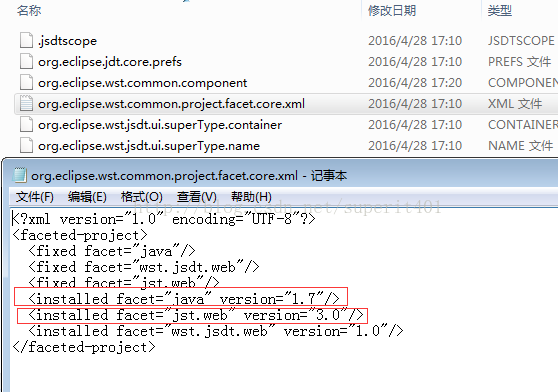 名称 修改日期 类型
.jsdtscope 2016/4/28 17:10 JSDTSCOPE
org.eclipse.jdt.core.prefs 2016/4/28 17:10 PREFS 文件
org.eclipse.wst.common.component 2016/4/28 17:20 COMPONEN
org.eclipse.wst.common.project.facet.core.xml 2016/4/28 17:10 XML 文件
org.eclipse.wst.jsdt.ui.superType.container 2016/4/28 17:10 CONTAINER
org.eclipse.wst.jsdt.ui.superType.name 2016/4/28 17:10 NAME 文件
org.eclipse.wst.common.project.facet.core.xml - 记事本
文件(F) 编辑(E) 格式(O) 查看(V) 帮助(H)
<?xml version="1.0" encoding="UTF-8"?>
<faceted-project>
<fixed facet="java"/>
<fixed facet="wst.jsdt.web"/>
<fixed facet="jst.web"/>
<installed facet="java" version="1.7"/>
<installed facet="jst.web" version="3.0"/>
<installed facet="wst.jsdt.web" version="1.0"/>
</faceted-project>